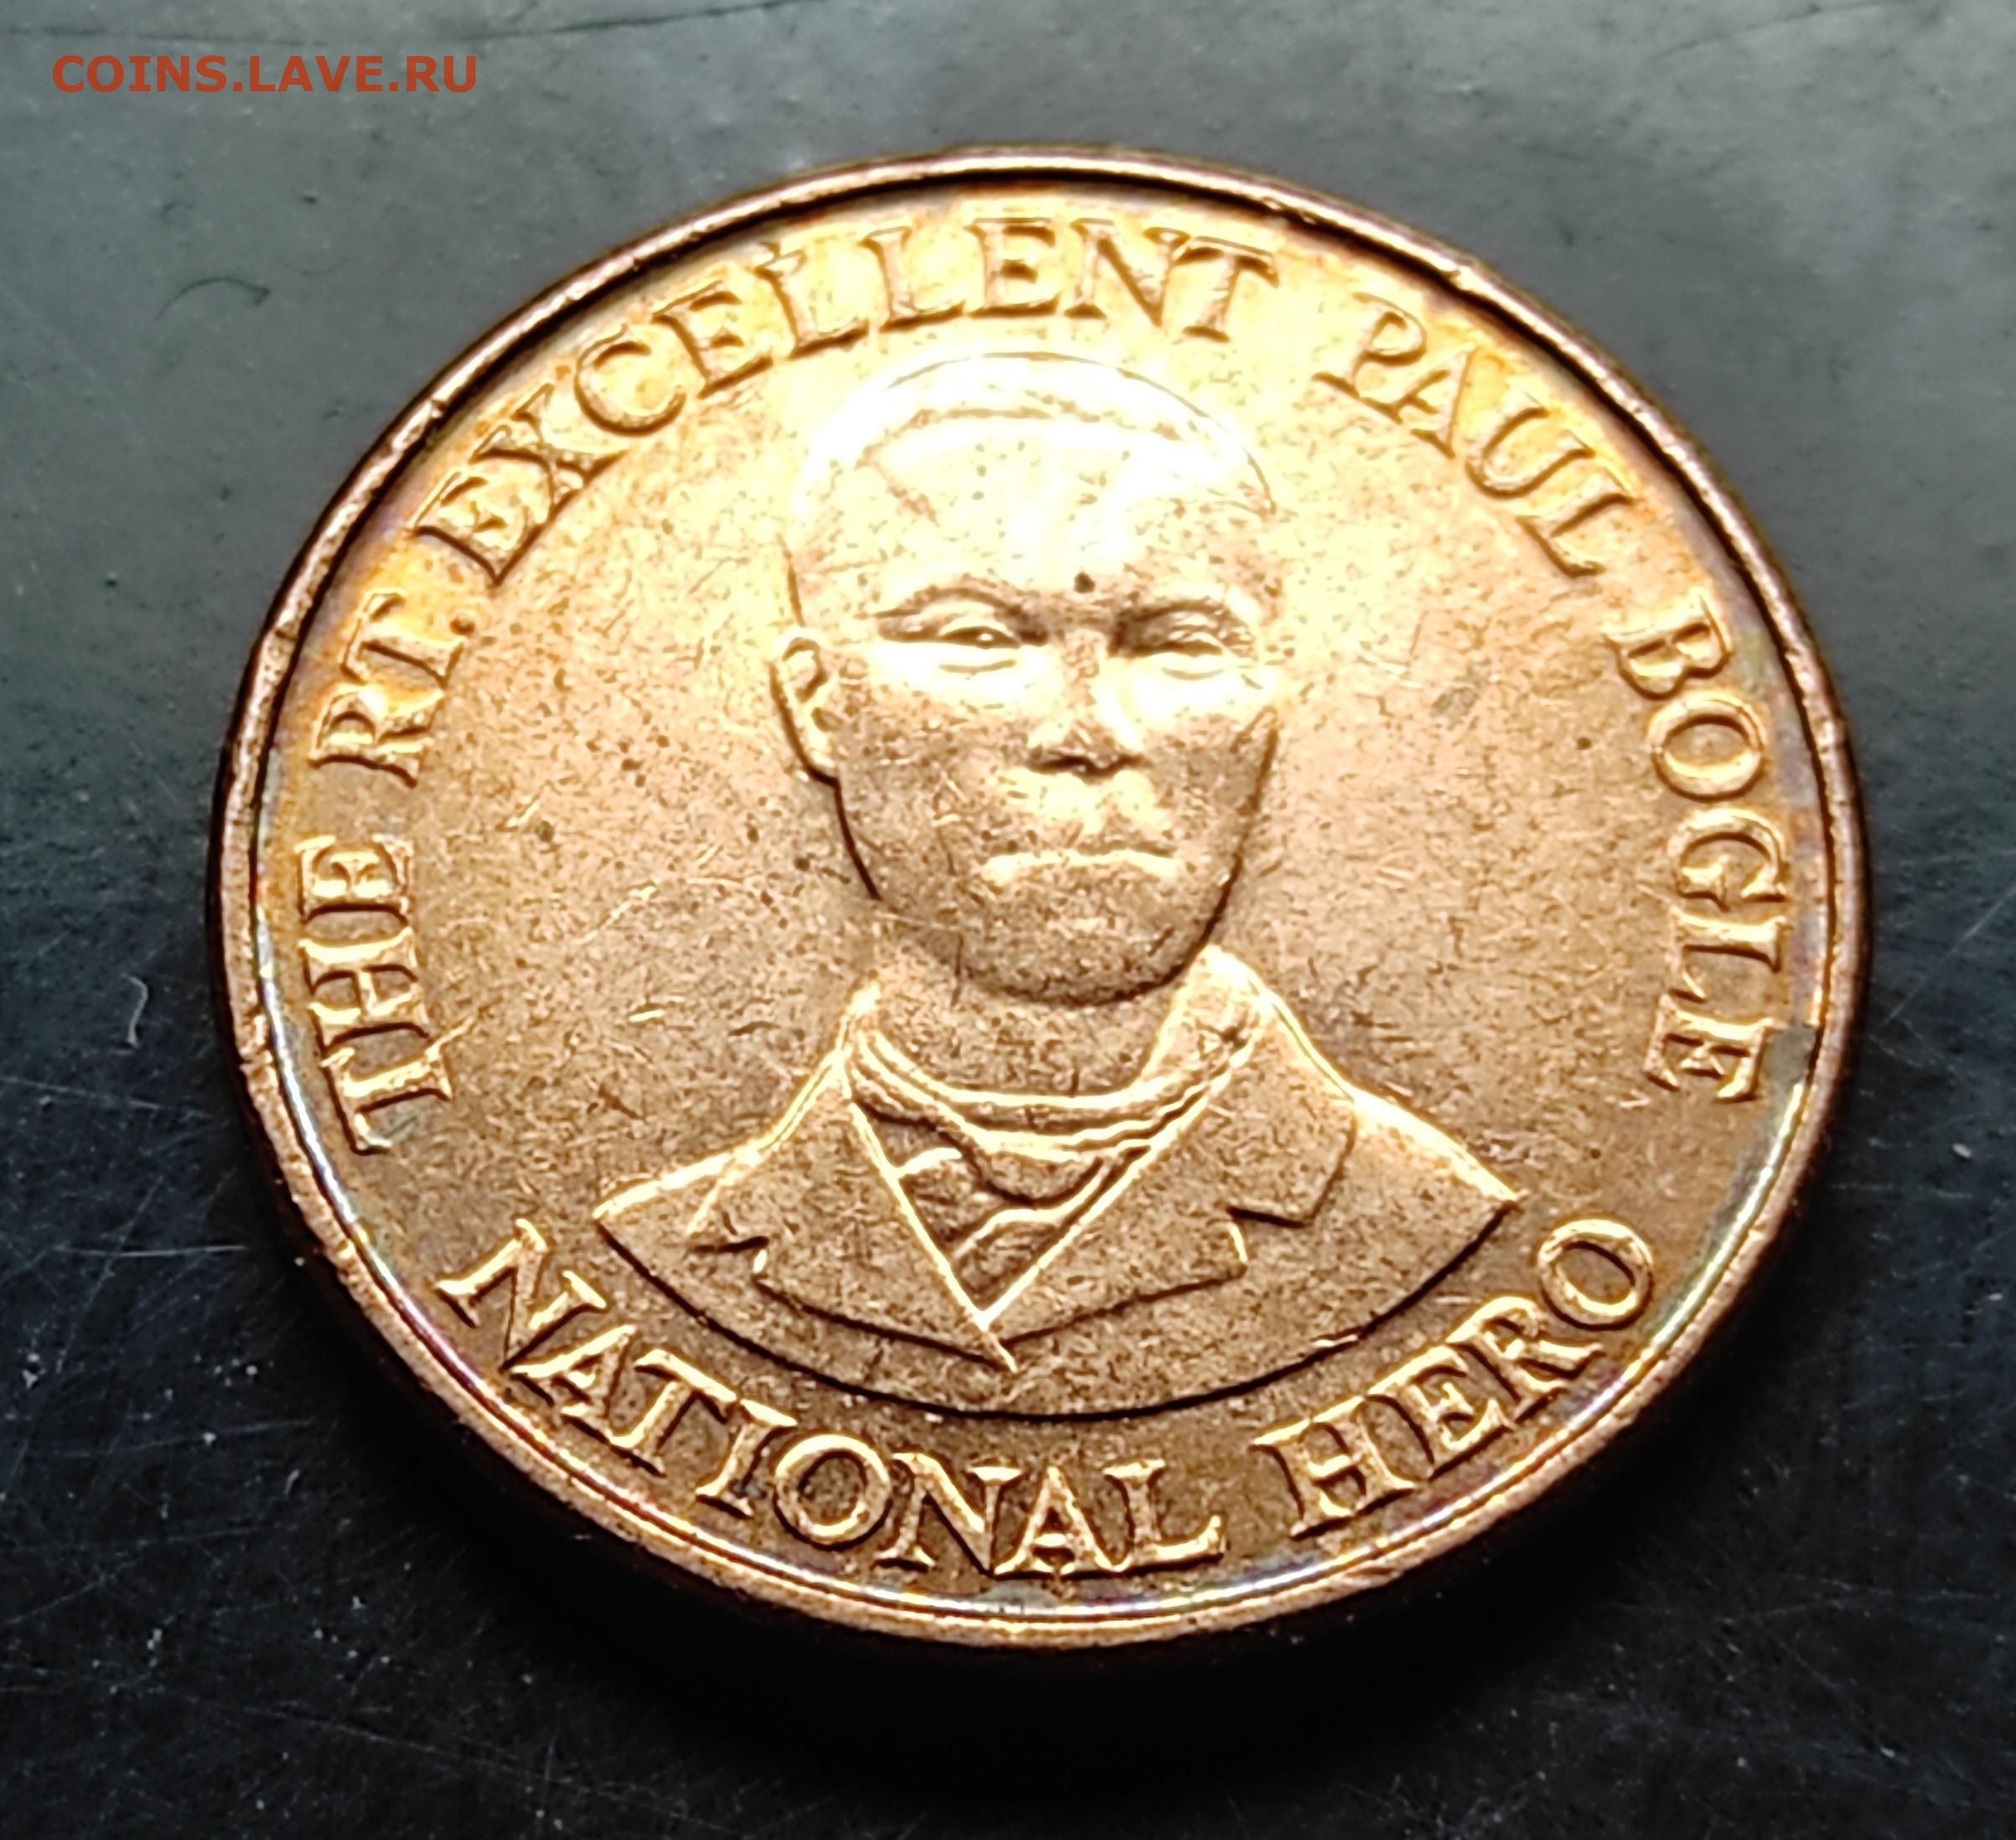 COINS.LAVE.RU
THE RT. EXCELLENT PAUL BOGLE
NATIONAL HERO